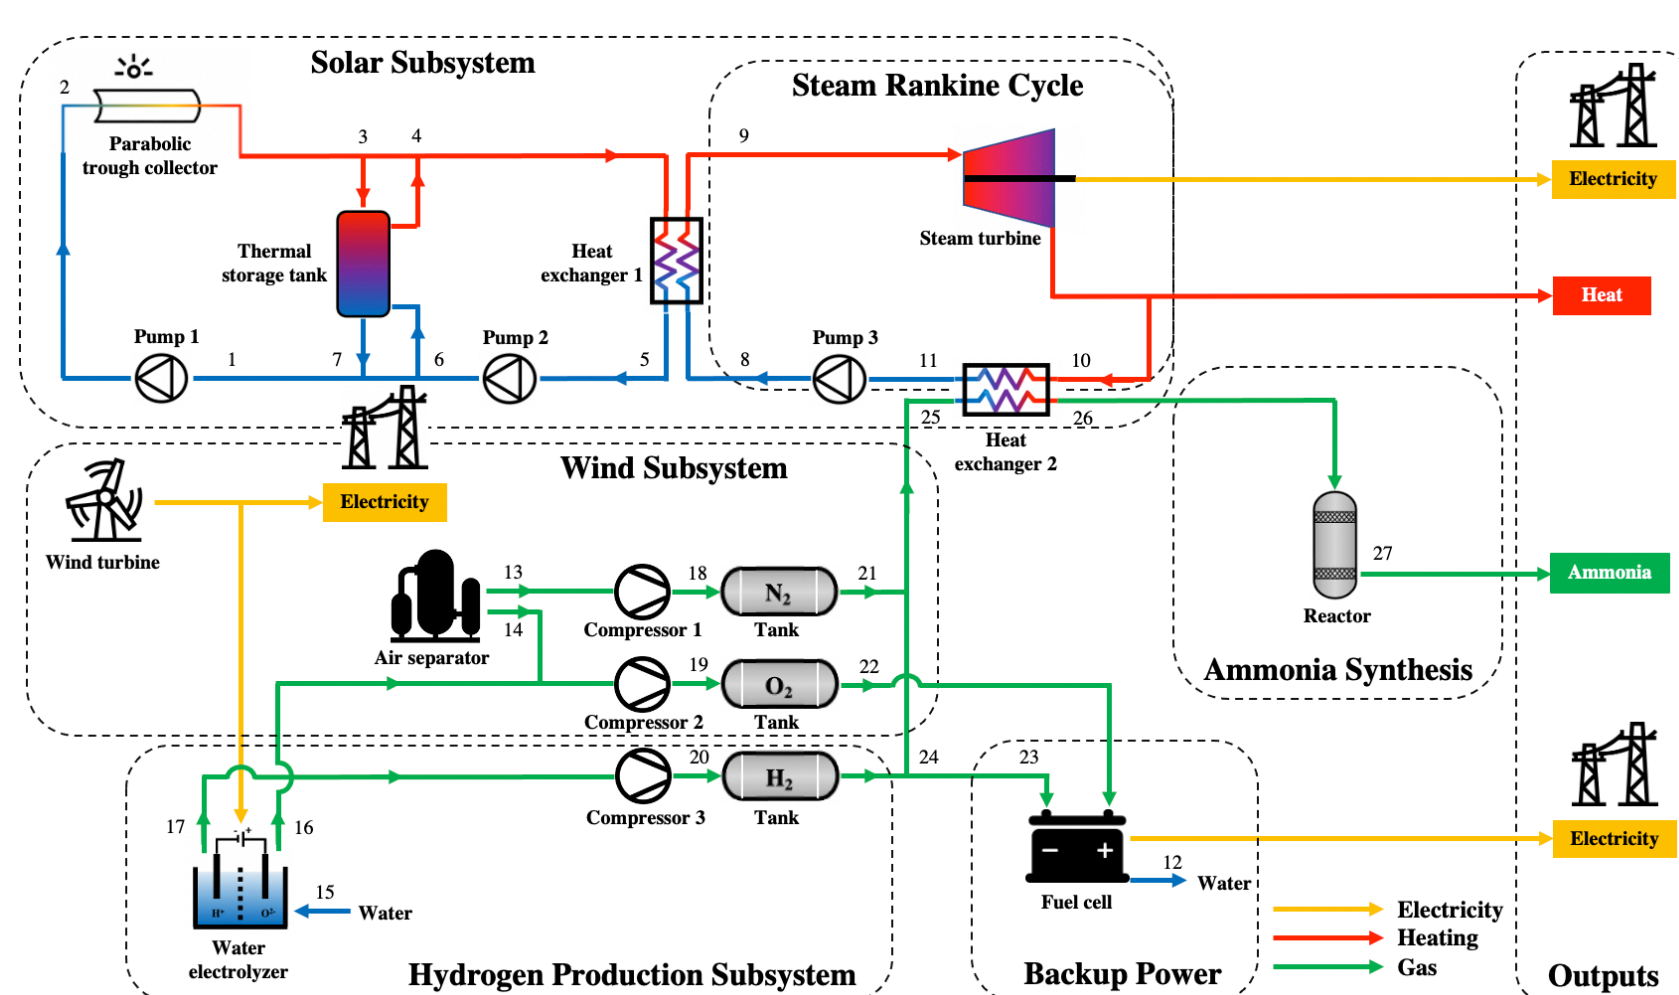 Solar Subsystem
Steam Rankine Cycle
2
Parabolic
trough collector
3
4
9
Electricity
Steam turbine
Thermal
storage tank
Heat
exchanger 1
Heat
Pump 1
1
7
6
Pump 2
5
8
Pump 3
11
10
25
26
Heat
exchanger 2
Wind Subsystem
Electricity
Wind turbine
13
18
N2
21
27
Ammonia
14
Compressor 1
Tank
Reactor
Air separator
19
O2
22
Ammonia Synthesis
Compressor 2
Tank
20
H2
24
23
Compressor 3
Tank
17
16
- +
H+
O2-
15
Water
Water
electrolyzer
Hydrogen Production Subsystem
− +
Fuel cell
12
Water
Backup Power
Electricity
Electricity
Heating
Gas
Outputs